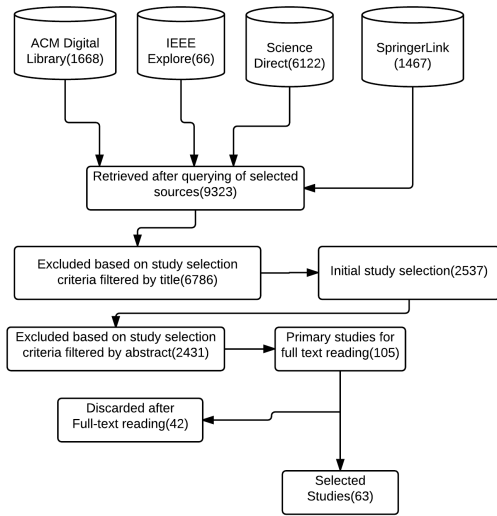 ACM Digital
Library(1668)
IEEE
Explore(66)
Science
Direct(6122)
SpringerLink
(1467)
Retrieved after querying of selected
sources(9323)
Excluded based on study selection
criteria filtered by title(6786)
Initial study selection(2537)
Excluded based on study selection
criteria filtered by abstract(2431)
Primary studies for
full text reading(105)
Discarded after
Full-text reading(42)
Selected
Studies(63)